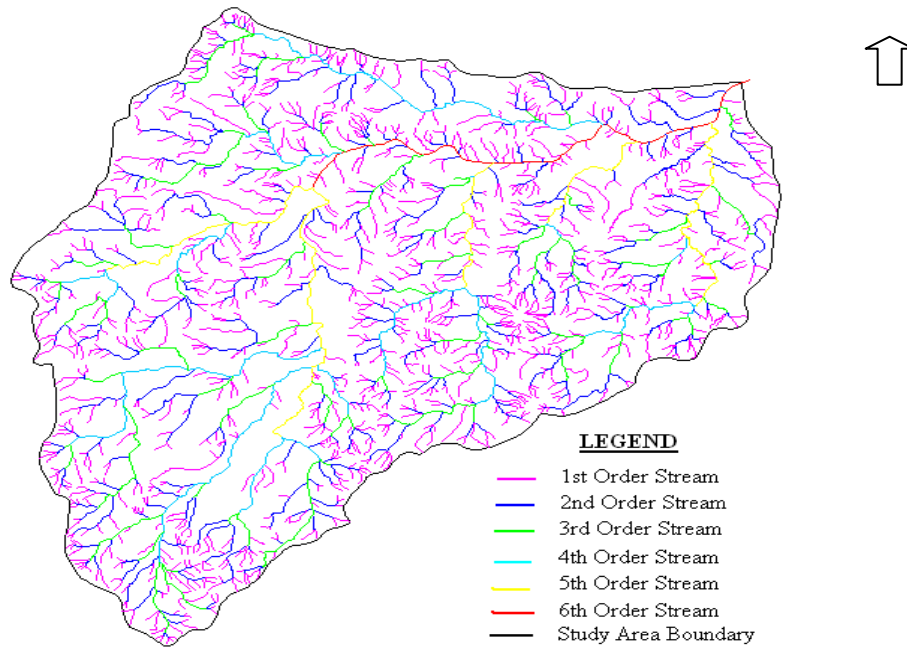 LEGEND
1st Order Stream
2nd Order Stream
3rd Order Stream
4th Order Stream
5th Order Stream
6th Order Stream
Study Area Boundary